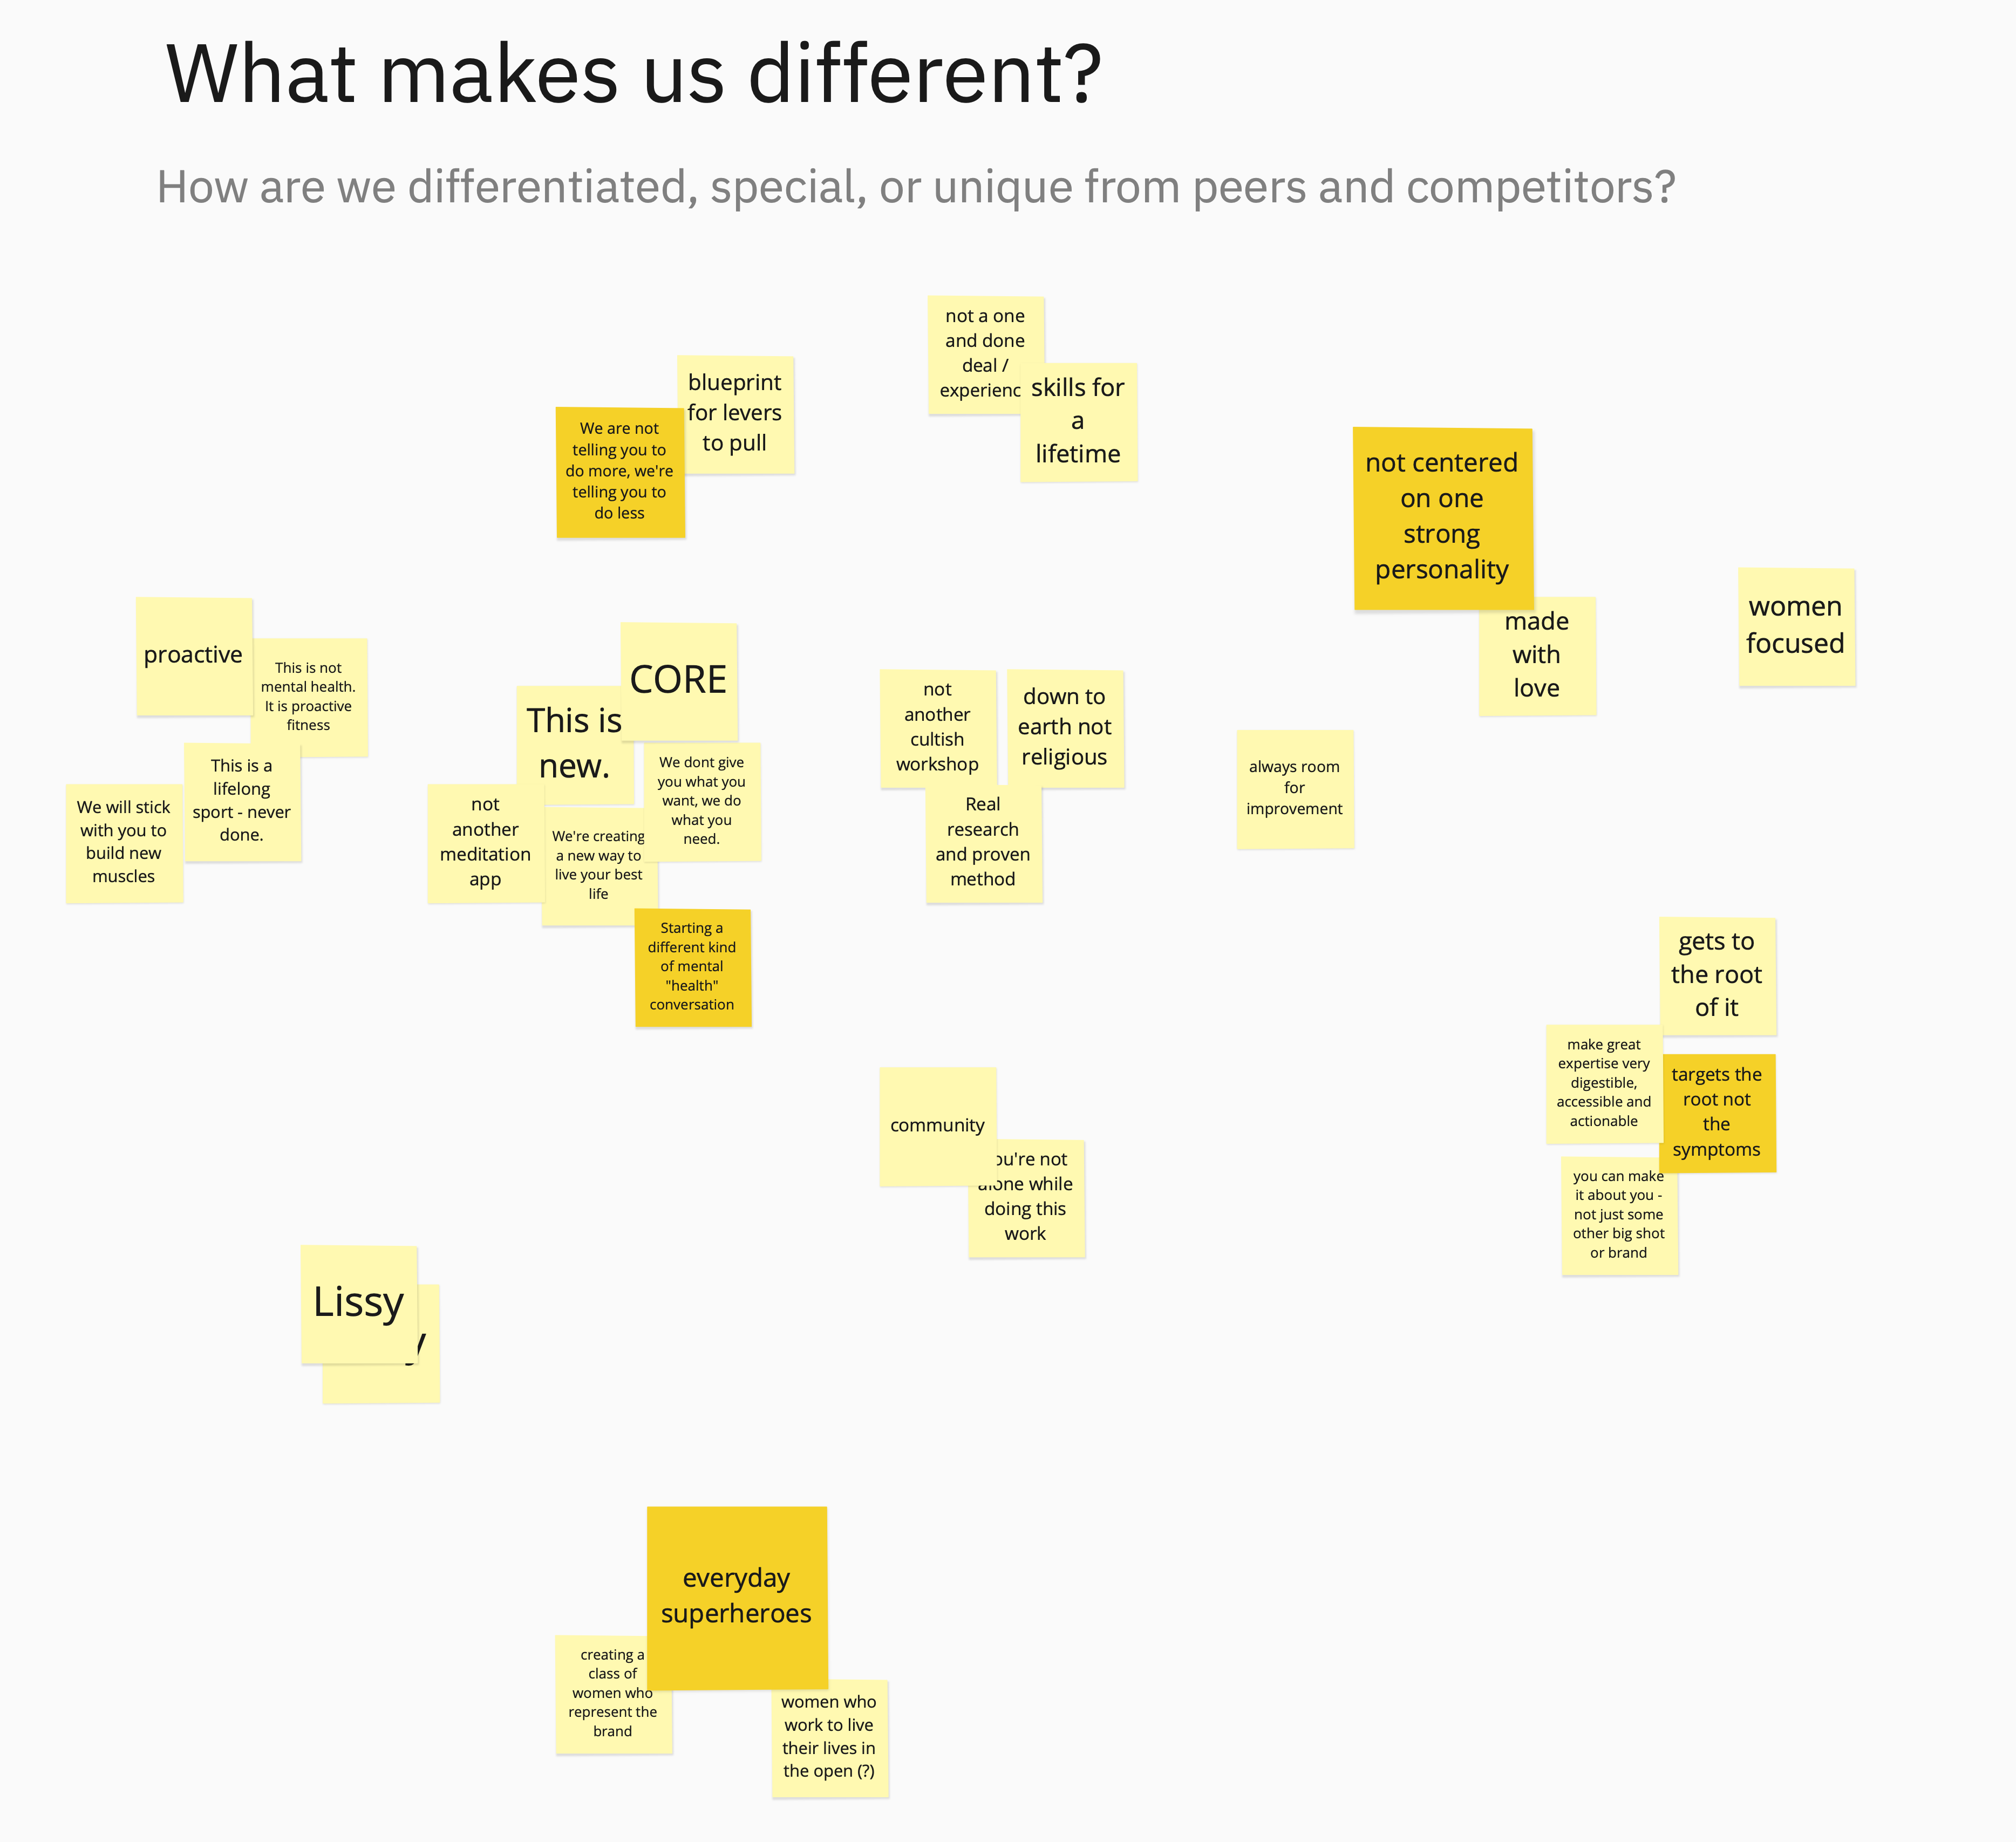 What makes us different?
How are we differentiated, special, or unique from peers and competitors?
not a one
and done
deal /
skills for
a
lifetime
blueprint
for levers
to pull
We are not
telling you to
do more, we're
telling you to
do less
not centered
on one
strong
personality
made
with
love
women
focused
proactive
This is not
mental health.
It is proactive
fitness
This is a
lifelong
sport - never
done.
We will stick
with you to
build new
muscles
CORE
This is
new.
We dont give
you what you
want, we do
what you
need.
not
another
meditation
app
We're creating
a new way to
live your best
life
Starting a
different kind
of mental
"health"
conversation
not
another
cultish
workshop
down to
earth not
religious
Real
research
and proven
method
always room
for
improvement
gets to
the root
of it
make great
expertise very
digestible,
accessible and
actionable
targets the
root not
the
symptoms
you can make
it about you -
not just some
other big shot
or brand
community
not
alone while
doing this
work
Lissy
everyday
superheroes
creating a
class of
women who
represent the
brand
women who
work to live
their lives in
the open (?)